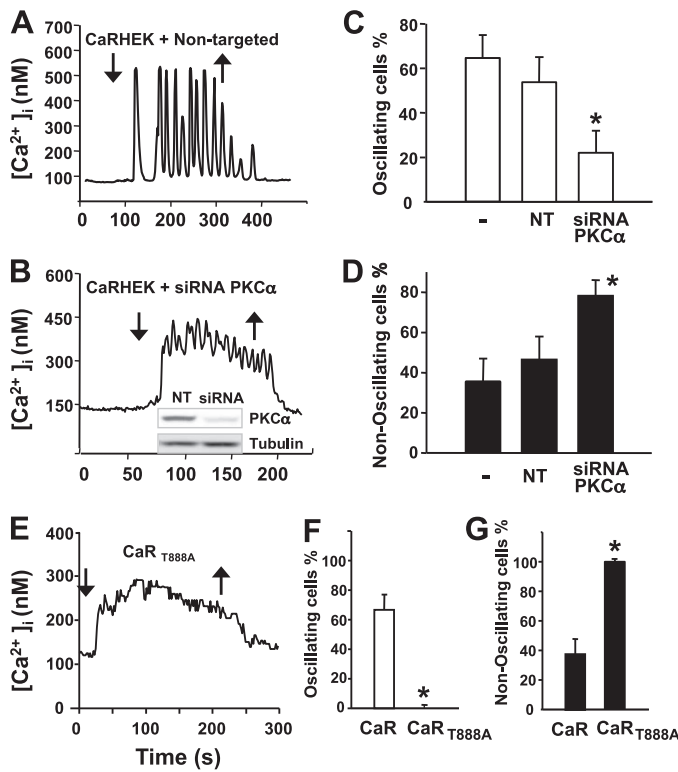 A
CaRHEK + Non-targeted
[Ca2+ ]i (nM)
700
600
500
400
300
200
100
0 100 200 300 400
B
CaRHEK + siRNA PKCα
[Ca2+ ]i (nM)
600
450
300
150
NT siRNA
PKCα
Tubulin
0 50 100 150 200
C
Oscillating cells %
80
60
40
20
0
- NT siRNA
PKCα
D
Non-Oscillating cells %
80
60
40
20
0
- NT siRNA
PKCα
*
*
E
CaR T888A
[Ca2+ ]i (nM)
400
300
200
100
0
0 100 200 300
Time (s)
F
Oscillating cells %
100
80
60
40
20
0
*
CaR CaRT888A
G
Non-Oscillating cells %
100
80
60
40
20
0
*
CaR CaRT888A